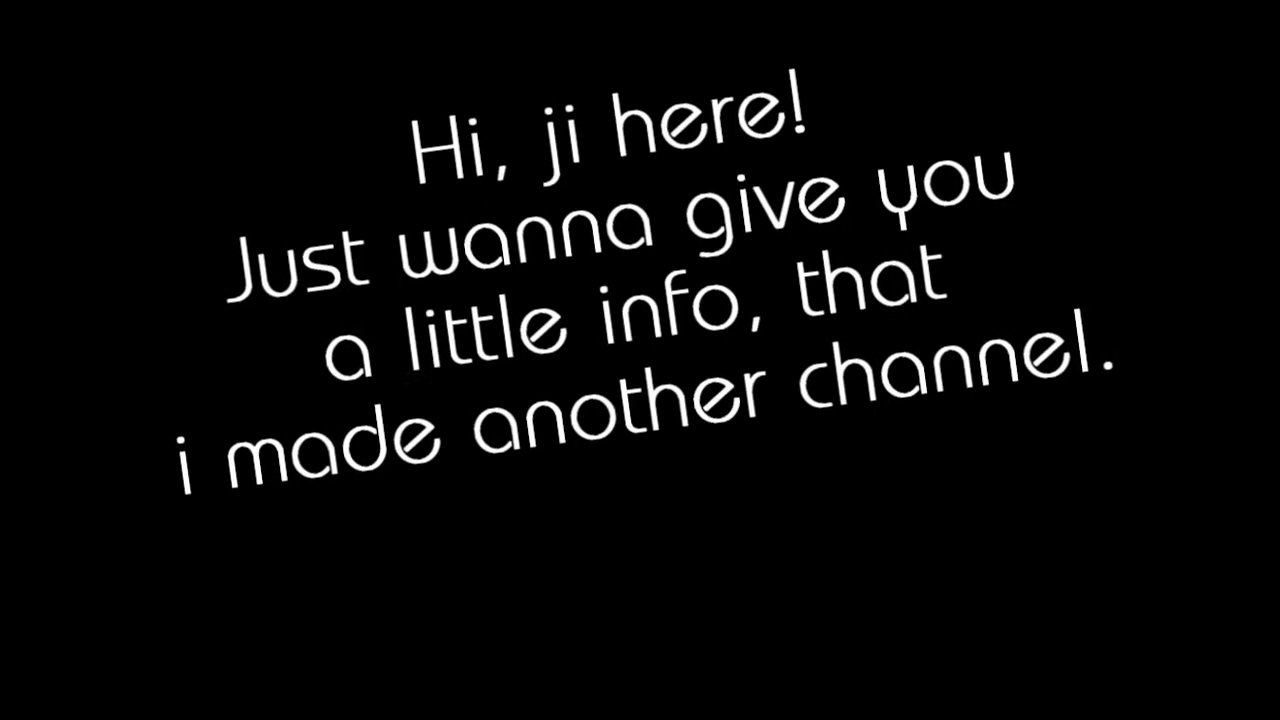 Hi, ji here!
Just wanna give you
a little info, that
i made another channel.